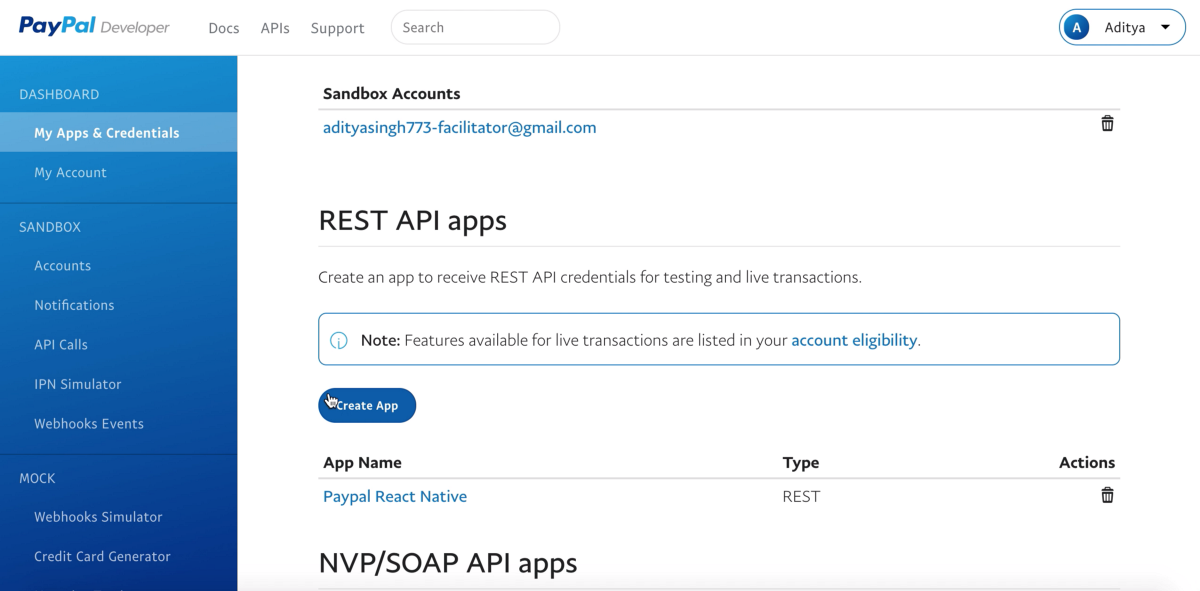 PayPal Developer
Docs APIs Support Search
A Aditya
DASHBOARD
My Apps & Credentials
My Account
SANDBOX
Accounts
Notifications
API Calls
IPN Simulator
Webhooks Events
MOCK
Webhooks Simulator
Credit Card Generator
Sandbox Accounts
adityasingh773-facilitator@gmail.com
REST API apps
Create an app to receive REST API credentials for testing and live transactions.
Note: Features available for live transactions are listed in your account eligibility.
Create App
App Name Type Actions
Paypal React Native REST
NVP/SOAP API apps